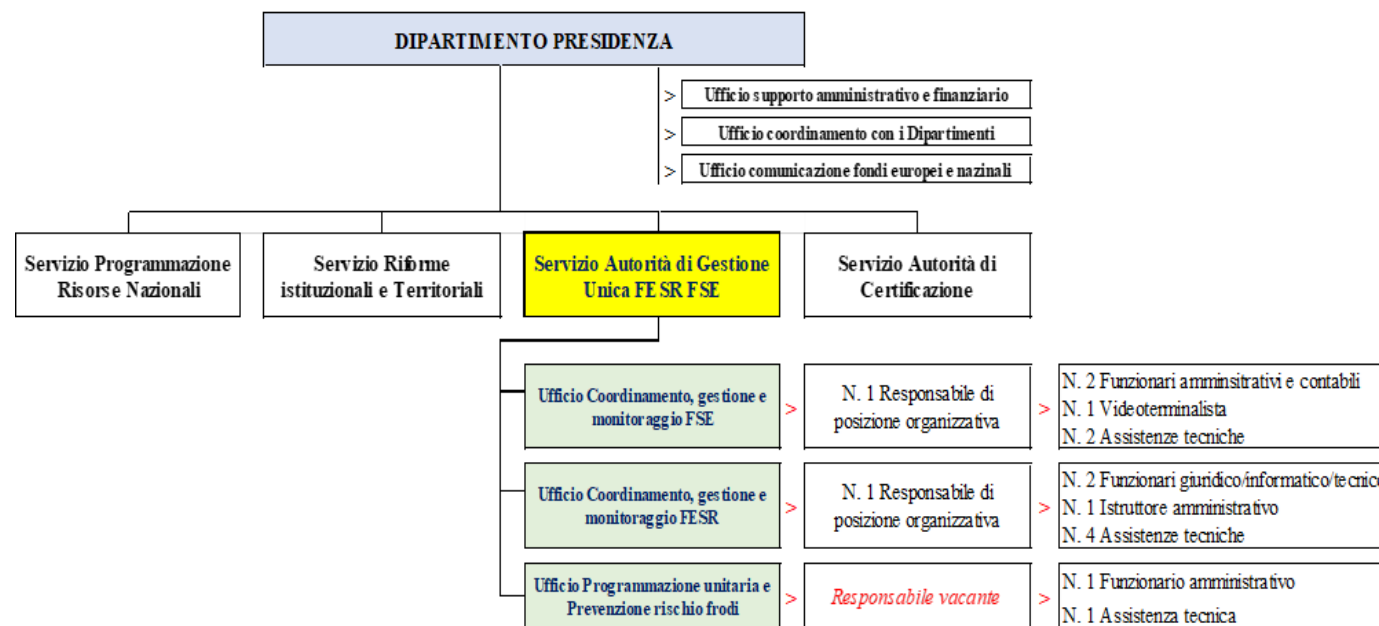 DIPARTIMENTO PRESIDENZA
> Ufficio supporto amministrativo e finanziario
> Ufficio coordinamento con i Dipartimenti
> Ufficio comunicazione fondi europei e nazinali
Servizio Programmazione
Risorse Nazionali
Servizio Riforme
istituzionali e Territoriali
Servizio Autorità di Gestione
Unica FESR FSE
Servizio Autorità di
Certificazione
Ufficio Coordinamento, gestione e
monitoraggio FSE
>
N. 1 Responsabile di
posizione organizzativa
>
N. 2 Funzionari amminsitrativi e contabili
N. 1 Videoterminalista
N. 2 Assistenze tecniche
Ufficio Coordinamento, gestione e
monitoraggio FESR
>
N. 1 Responsabile di
posizione organizzativa
>
N. 2 Funzionari giuridico/informatico/tecnico
N. 1 Istruttore amministrativo
N. 4 Assistenze tecniche
Ufficio Programmazione unitaria e
Prevenzione rischio frodi
>
Responsabile vacante
>
N. 1 Funzionario amministrativo
N. 1 Assistenza tecnica